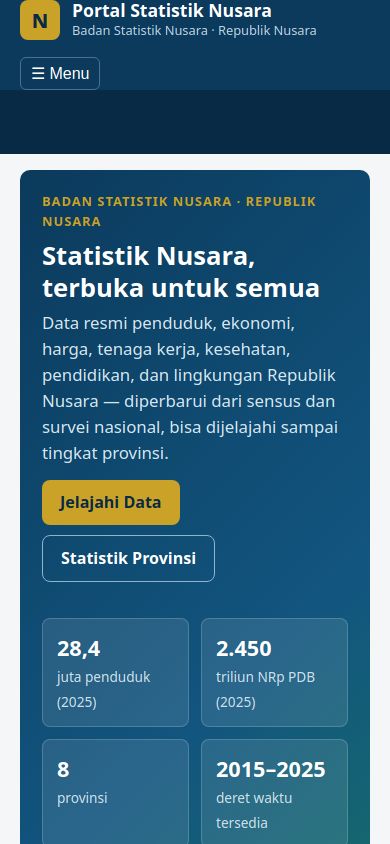 N
Portal Statistik Nusara
Badan Statistik Nusara · Republik Nusara
☰ Menu
BADAN STATISTIK NUSARA · REPUBLIK
NUSARA
Statistik Nusara,
terbuka untuk semua
Data resmi penduduk, ekonomi,
harga, tenaga kerja, kesehatan,
pendidikan, dan lingkungan Republik
Nusara — diperbarui dari sensus dan
survei nasional, bisa dijelajahi sampai
tingkat provinsi.
Jelajahi Data
Statistik Provinsi
28,4
juta penduduk
(2025)
2.450
triliun NRp PDB
(2025)
8
provinsi
2015–2025
deret waktu
tersedia